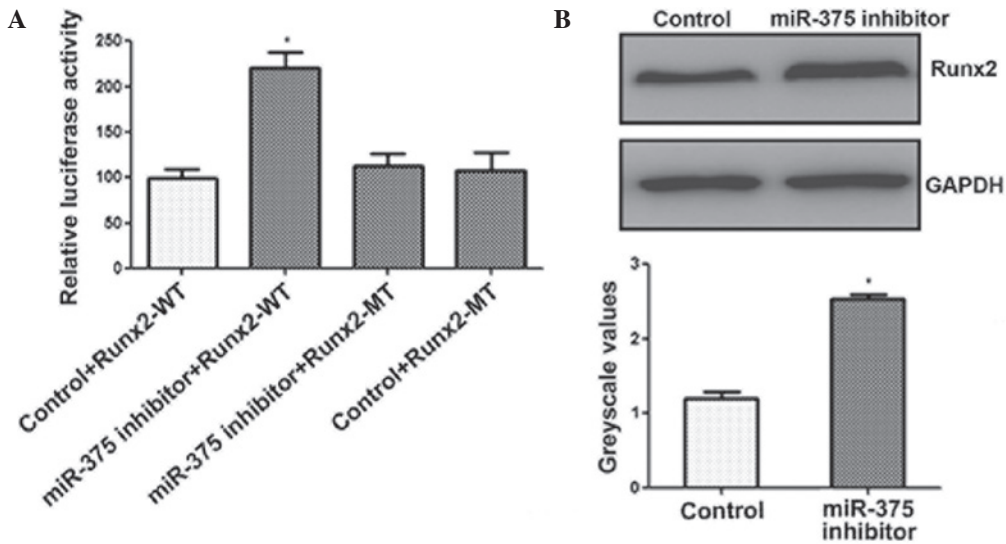 A
Relative luciferase activity
250
200
150
100
50
0
*
Control+Runx2-WT
miR-375 inhibitor+Runx2-WT
miR-375 inhibitor+Runx2-MT
Control+Runx2-MT
B
Control miR-375 inhibitor
Runx2
GAPDH
Greyscale values
3
2
1
0
*
Control
miR-375
inhibitor